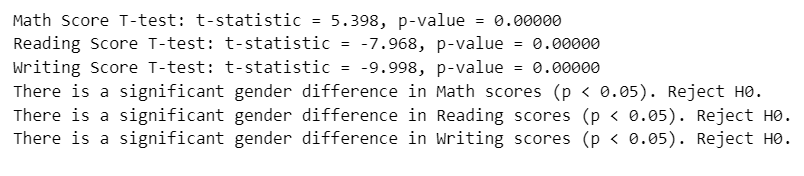 Math Score T-test: t-statistic = 5.398, p-value = 0.00000
Reading Score T-test: t-statistic = -7.968, p-value = 0.00000
Writing Score T-test: t-statistic = -9.998, p-value = 0.00000
There is a significant gender difference in Math scores (p < 0.05). Reject H0.
There is a significant gender difference in Reading scores (p < 0.05). Reject H0.
There is a significant gender difference in Writing scores (p < 0.05). Reject H0.